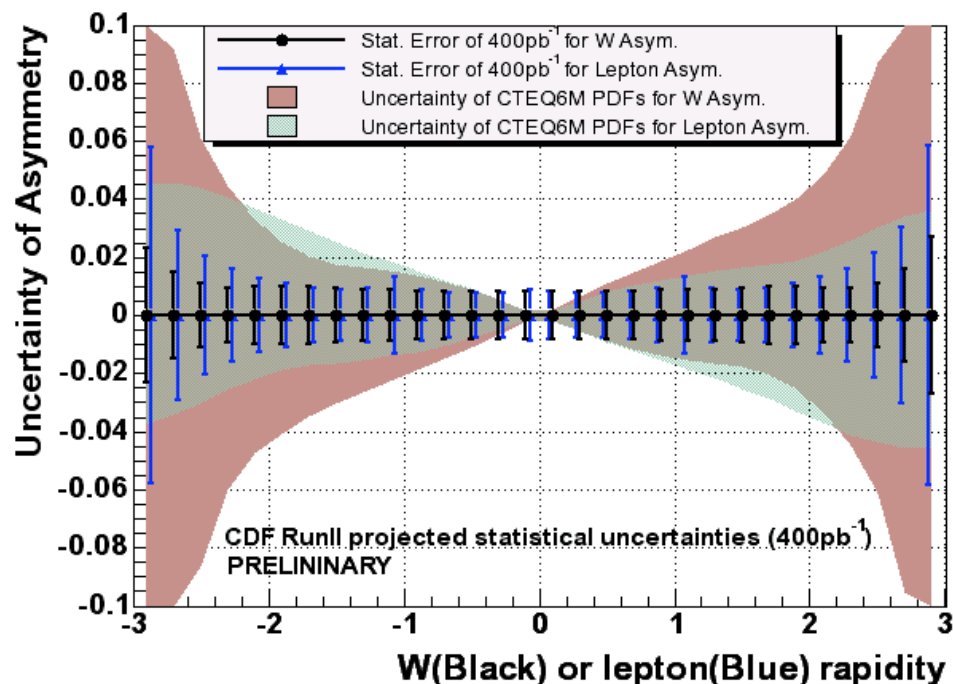 Uncertainty of Asymmetry
0.1
0.08
0.06
0.04
0.02
0
-0.02
-0.04
-0.06
-0.08
-0.1
Stat. Error of 400pb⁻¹ for W Asym.
Stat. Error of 400pb⁻¹ for Lepton Asym.
Uncertainty of CTEQ6M PDFs for W Asym.
Uncertainty of CTEQ6M PDFs for Lepton Asym.
CDF RunII projected statistical uncertainties (400pb⁻¹)
PRELININARY
-3 -2 -1 0 1 2 3
W(Black) or lepton(Blue) rapidity